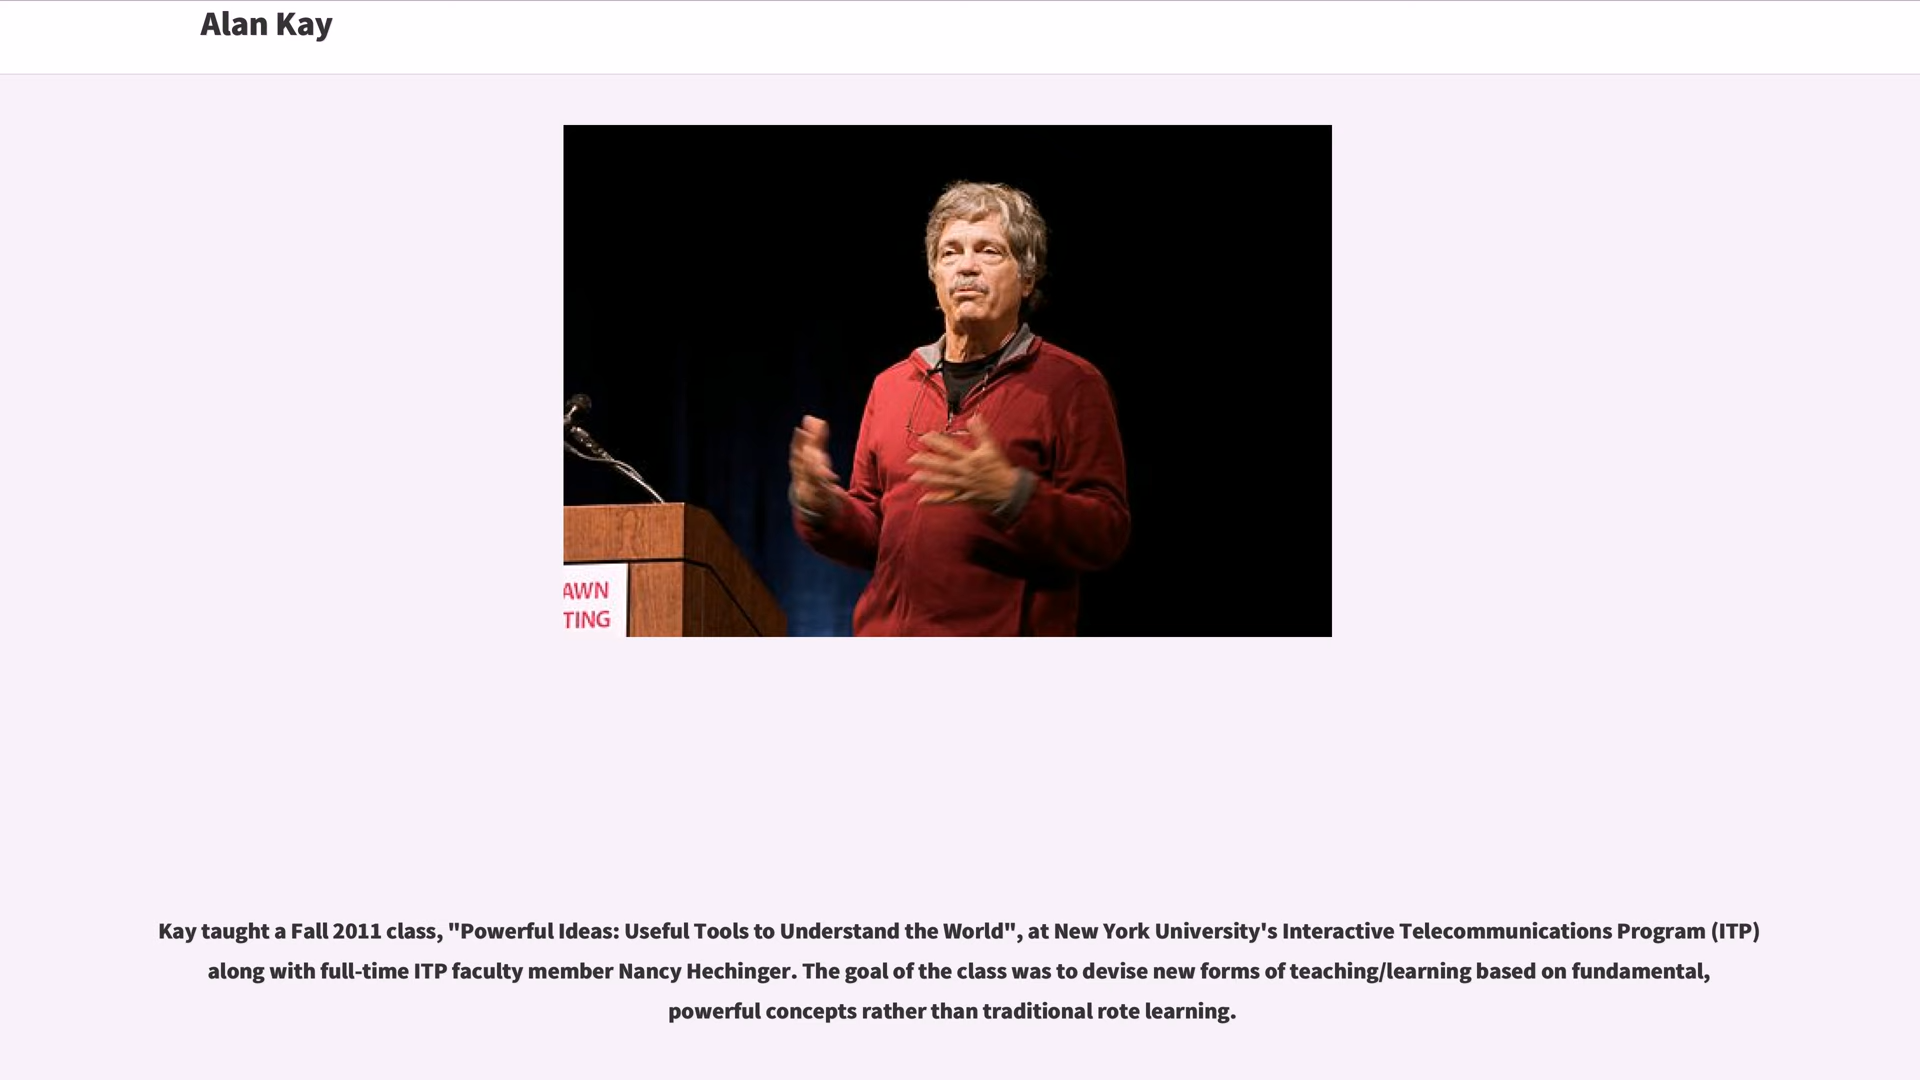 Alan Kay
AWN
TING
Kay taught a Fall 2011 class, "Powerful Ideas: Useful Tools to Understand the World", at New York University's Interactive Telecommunications Program (ITP)
along with full-time ITP faculty member Nancy Hechinger. The goal of the class was to devise new forms of teaching/learning based on fundamental,
powerful concepts rather than traditional rote learning.